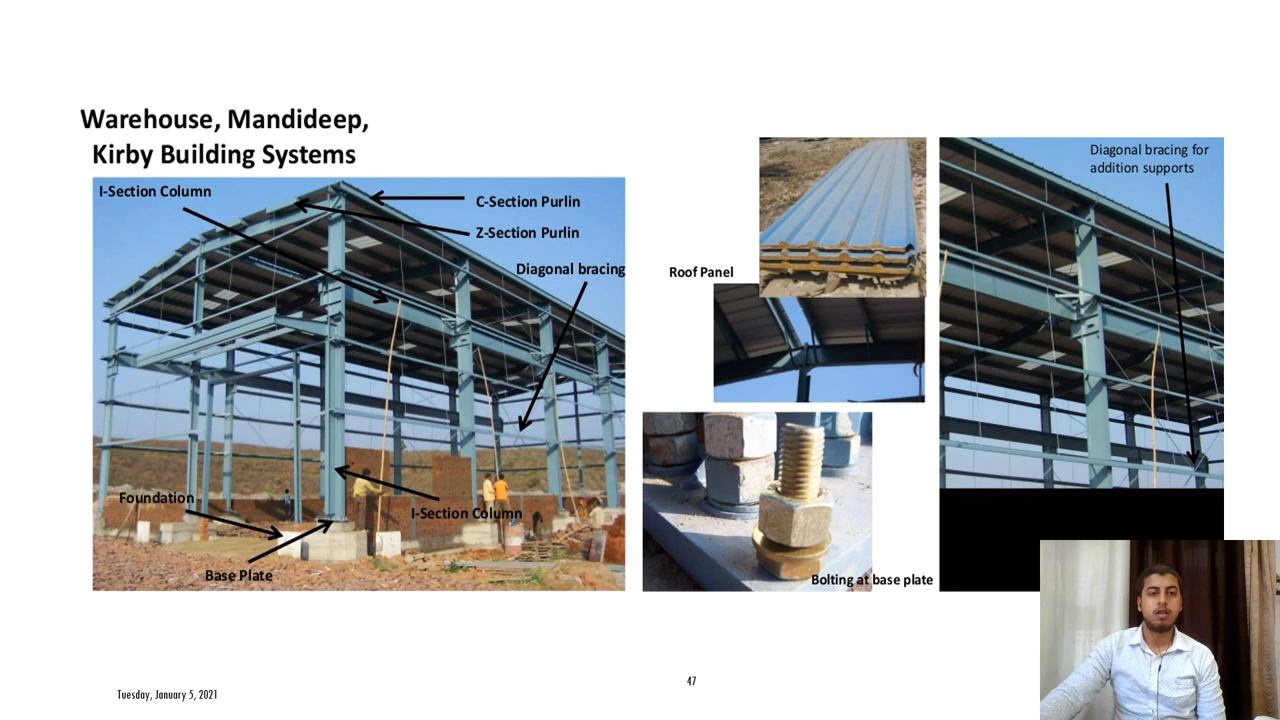 Warehouse, Mandideep,
Kirby Building Systems
I-Section Column
C-Section Purlin
Z-Section Purlin
Diagonal bracing
Foundation
I-Section Column
Base Plate
Roof Panel
Bolting at base plate
Diagonal bracing for
addition supports
Tuesday, January 5, 2021
47